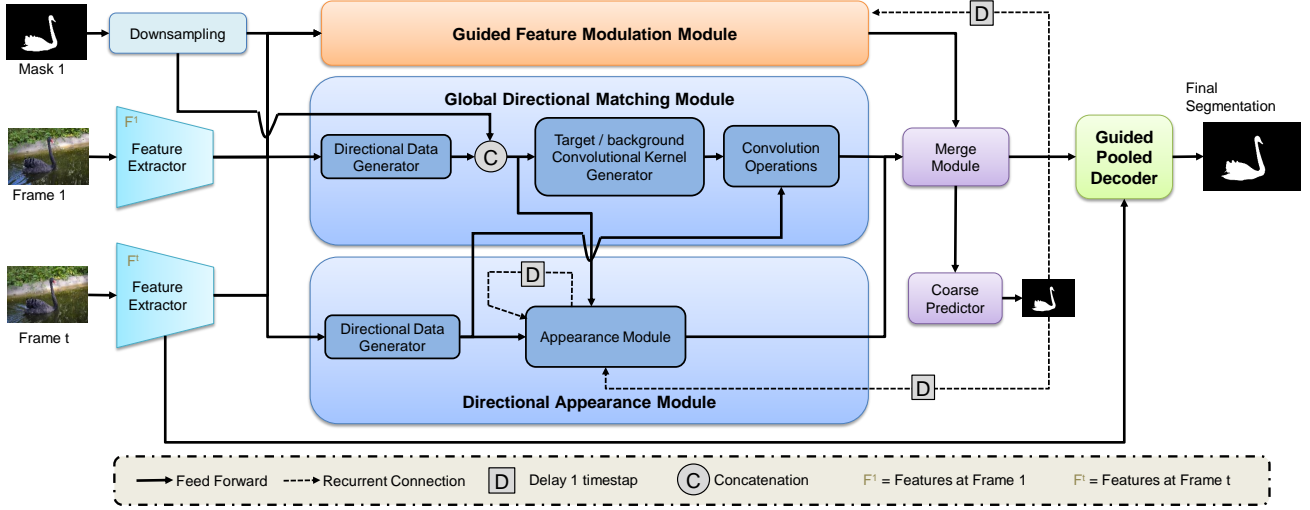 Mask 1
Downsampling
Guided Feature Modulation Module
D
Global Directional Matching Module
F¹
Feature
Extractor
Frame 1
Directional Data
Generator
C
Target / background
Convolutional Kernel
Generator
Convolution
Operations
Merge
Module
Guided
Pooled
Decoder
Final
Segmentation
Fᵗ
Feature
Extractor
Frame t
Directional Data
Generator
D
Appearance Module
Coarse
Predictor
D
Directional Appearance Module
Feed Forward
Recurrent Connection
D
Delay 1 timestap
C
Concatenation
F¹ = Features at Frame 1
Fᵗ = Features at Frame t